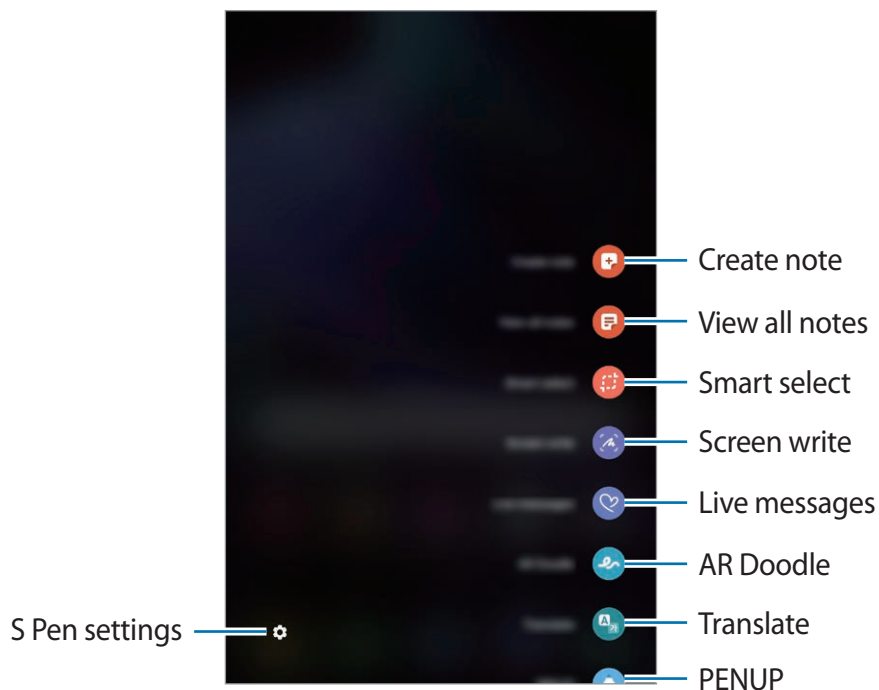 Create note
View all notes
Smart select
Screen write
Live messages
AR Doodle
S Pen settings
Translate
PENUP